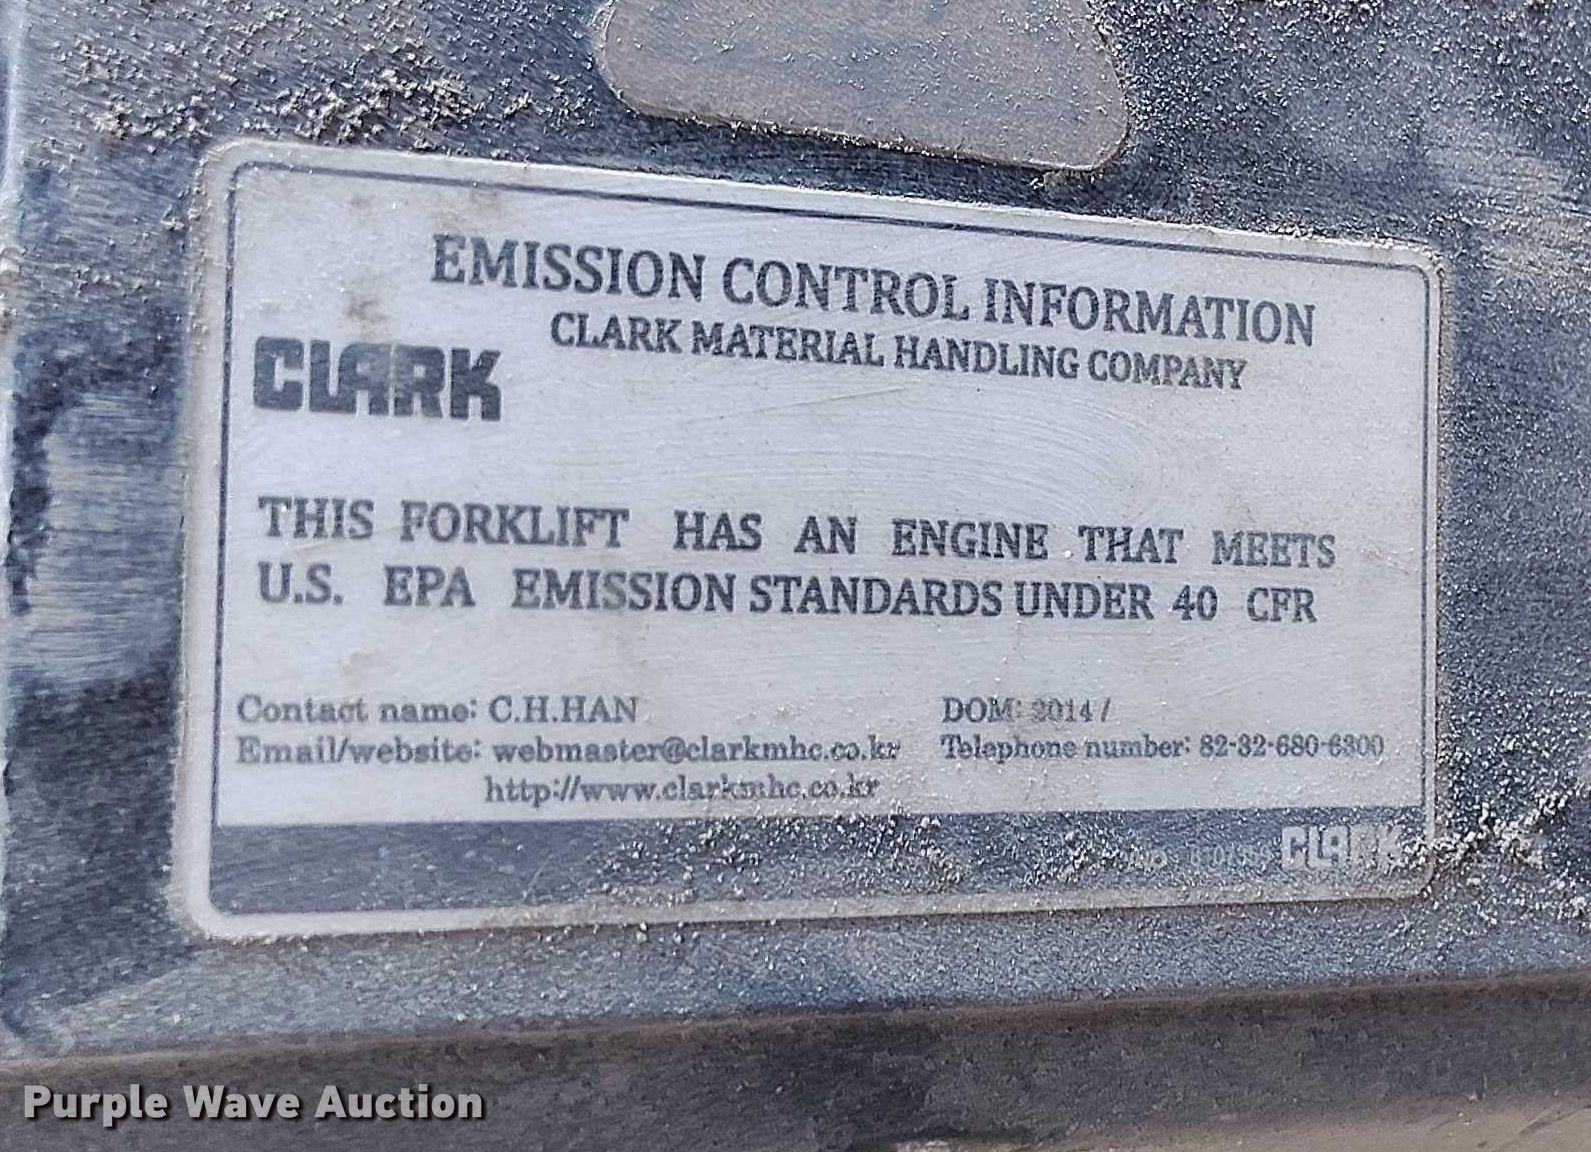 EMISSION CONTROL INFORMATION
CLARK MATERIAL HANDLING COMPANY
CLARK
THIS FORKLIFT HAS AN ENGINE THAT MEETS
U.S. EPA EMISSION STANDARDS UNDER 40 CFR
Contact name: C.H.HAN
DOM: 2014 /
Email/website: webmaster@clarkmhc.co.kr
Telephone number: 82-32-680-6300
http://www.clarkmhc.co.kr
CLARK
Purple Wave Auction